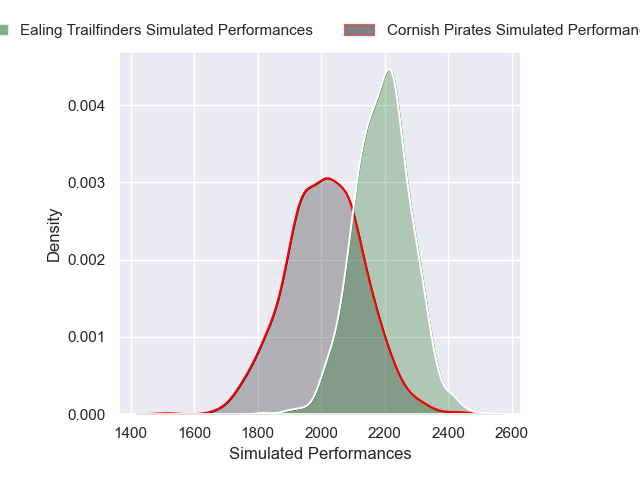 Ealing Trailfinders Simulated Performances
Cornish Pirates Simulated Performan
0.004
0.003
0.002
0.001
0.000
Density
1400 1600 1800 2000 2200 2400 2600
Simulated Performances